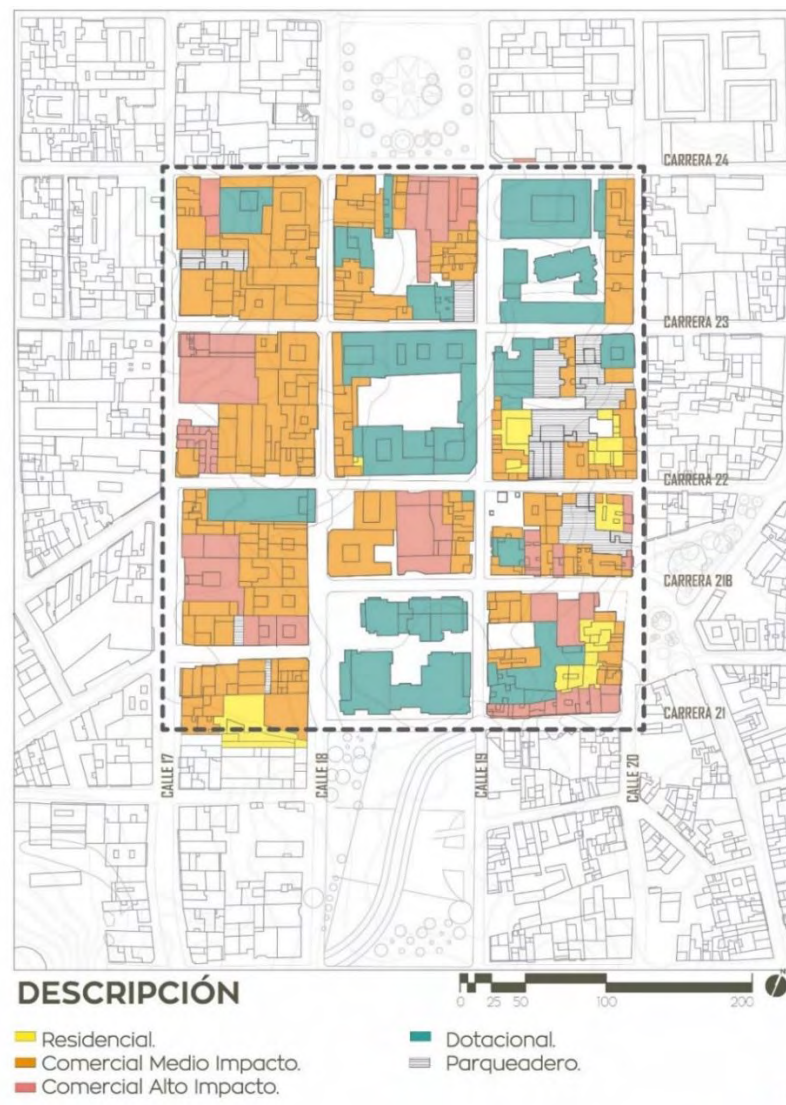 CARRERA 24
CARRERA 23
CARRERA 22
CARRERA 21B
CARRERA 21
CALLE 17
CALLE 18
CALLE 19
CALLE 20
DESCRIPCIÓN
0 25 50 100 200
N
Residencial.
Comercial Medio Impacto.
Comercial Alto Impacto.
Dotacional.
Parqueadero.